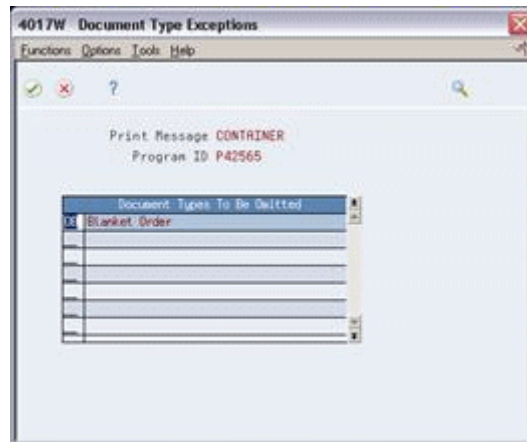 4017W Document Type Exceptions
Functions Options Tools Help
?
Print Message CONTAINER
Program ID P42565
Document Types To Be Omitted
Blanket Order